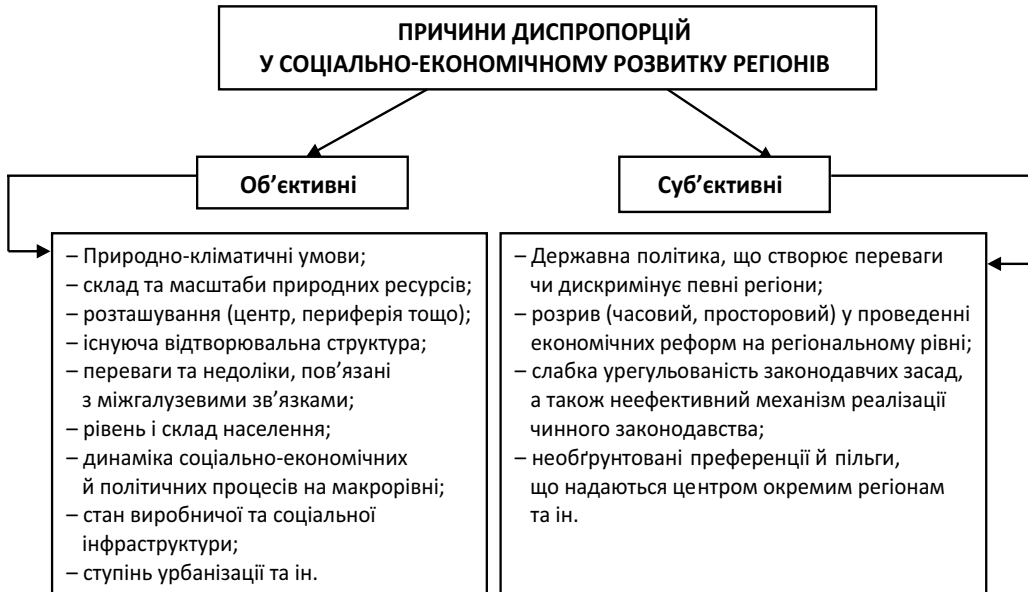 ПРИЧИНИ ДИСПРОПОРЦІЙ
У СОЦІАЛЬНО-ЕКОНОМІЧНОМУ РОЗВИТКУ РЕГІОНІВ
Об’єктивні
Суб’єктивні
– Природно-кліматичні умови;
– склад та масштаби природних ресурсів;
– розташування (центр, периферія тощо);
– існуюча відтворювальна структура;
– переваги та недоліки, пов’язані
з міжгалузевими зв’язками;
– рівень і склад населення;
– динаміка соціально-економічних
й політичних процесів на макрорівні;
– стан виробничої та соціальної
інфраструктури;
– ступінь урбанізації та ін.
– Державна політика, що створює переваги
чи дискримінує певні регіони;
– розрив (часовий, просторовий) у проведенні
економічних реформ на регіональному рівні;
– слабка урегульованість законодавчих засад,
а також неефективний механізм реалізації
чинного законодавства;
– необґрунтовані преференції й пільги,
що надаються центром окремим регіонам
та ін.